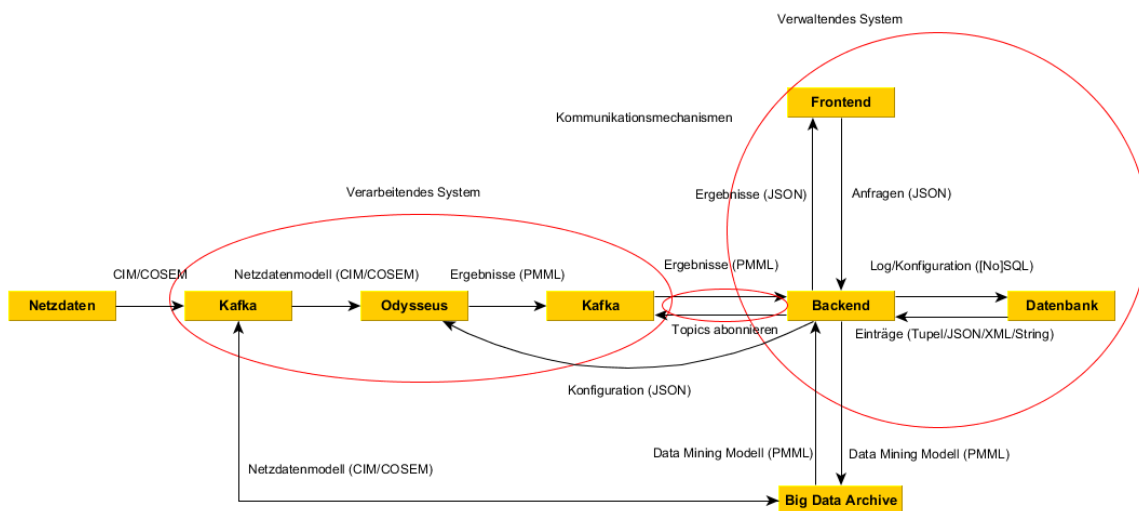 Verwaltendes System
Frontend
Kommunikationsmechanismen
Ergebnisse (JSON)
Anfragen (JSON)
Verarbeitendes System
CIM/COSEM
Netzdatenmodell (CIM/COSEM)
Ergebnisse (PMML)
Ergebnisse (PMML)
Log/Konfiguration ([No]SQL)
Netzdaten
Kafka
Odysseus
Kafka
Backend
Datenbank
Topics abonnieren
Einträge (Tupel/JSON/XML/String)
Konfiguration (JSON)
Netzdatenmodell (CIM/COSEM)
Data Mining Modell (PMML)
Data Mining Modell (PMML)
Big Data Archive